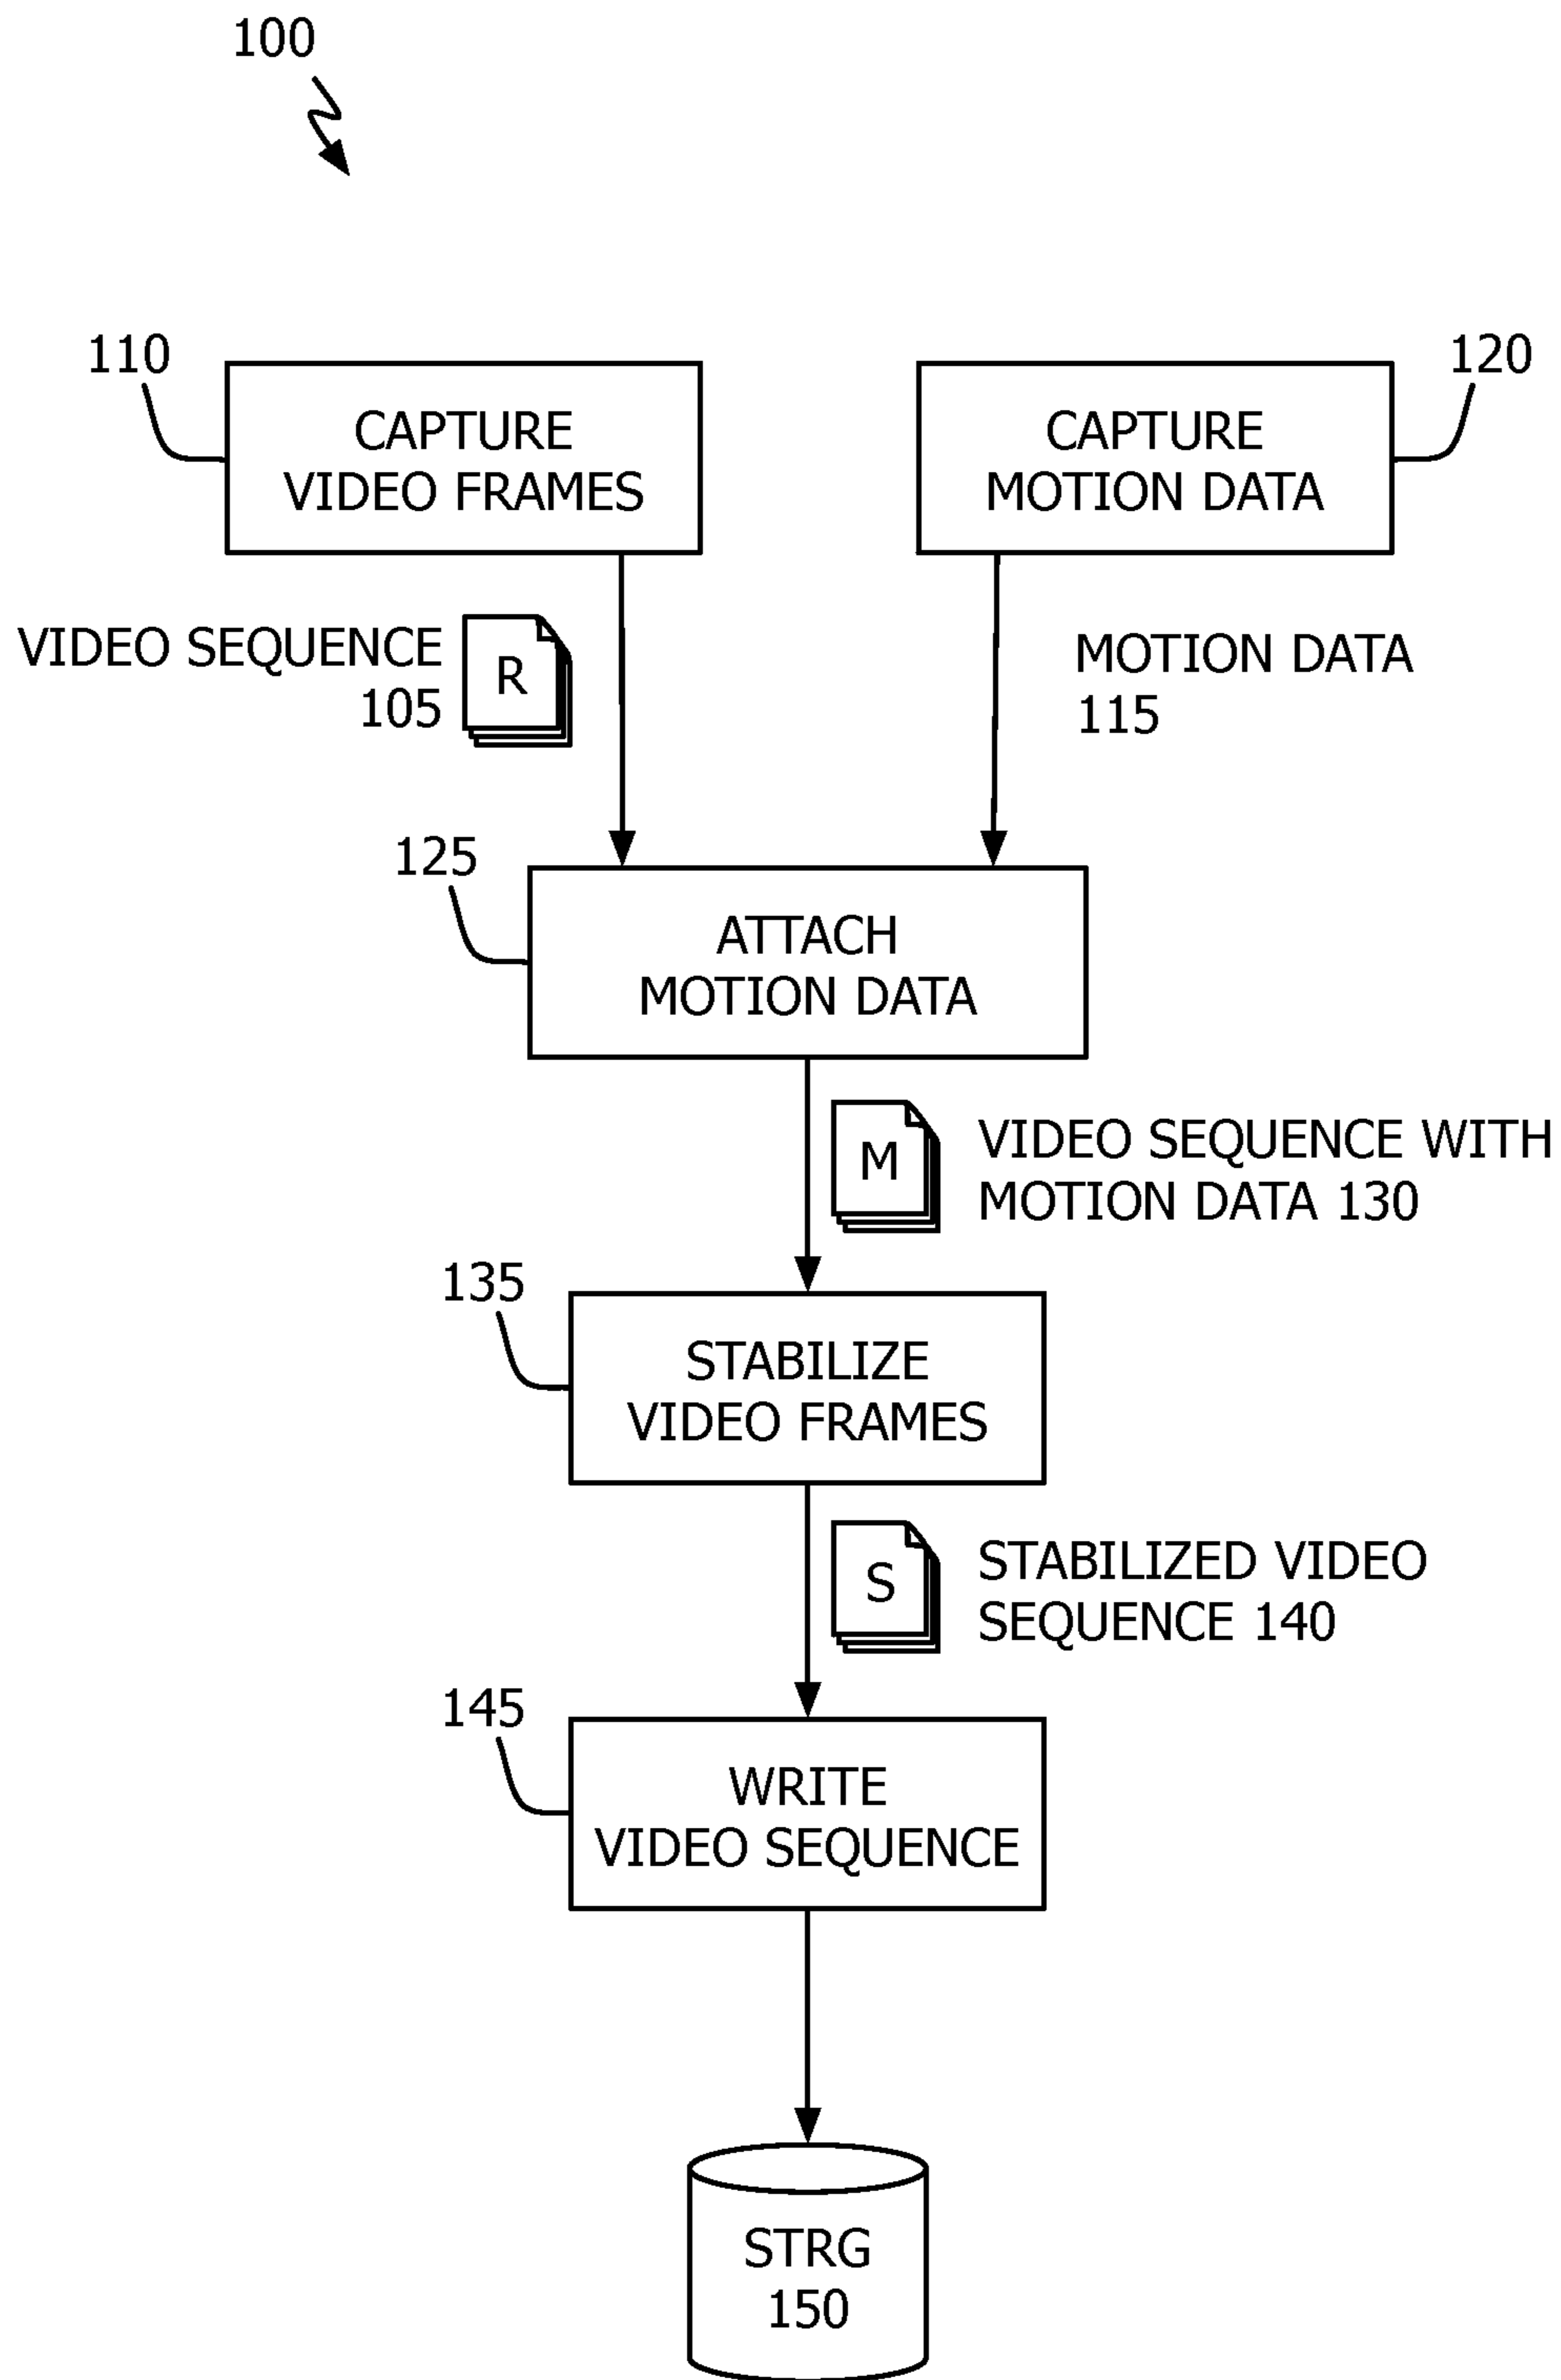 100
110
CAPTURE
VIDEO FRAMES
120
CAPTURE
MOTION DATA
VIDEO SEQUENCE
105
R
MOTION DATA
115
125
ATTACH
MOTION DATA
M
VIDEO SEQUENCE WITH
MOTION DATA 130
135
STABILIZE
VIDEO FRAMES
S
STABILIZED VIDEO
SEQUENCE 140
145
WRITE
VIDEO SEQUENCE
STRG
150